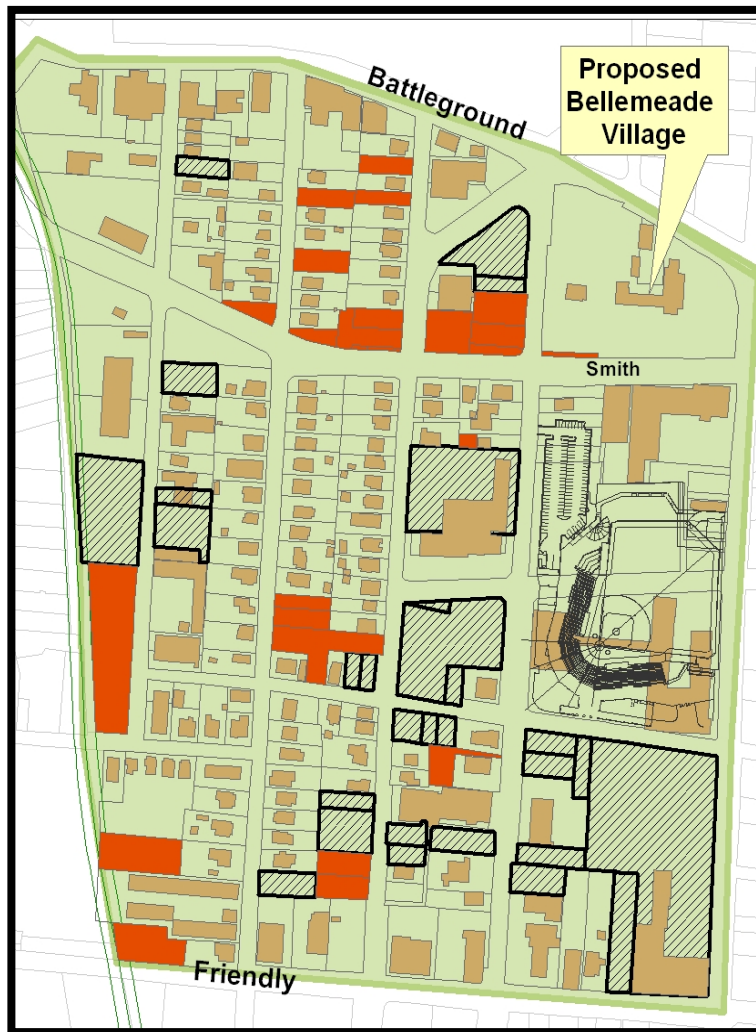 Battleground
Proposed
Bellemeade
Village
Smith
Friendly